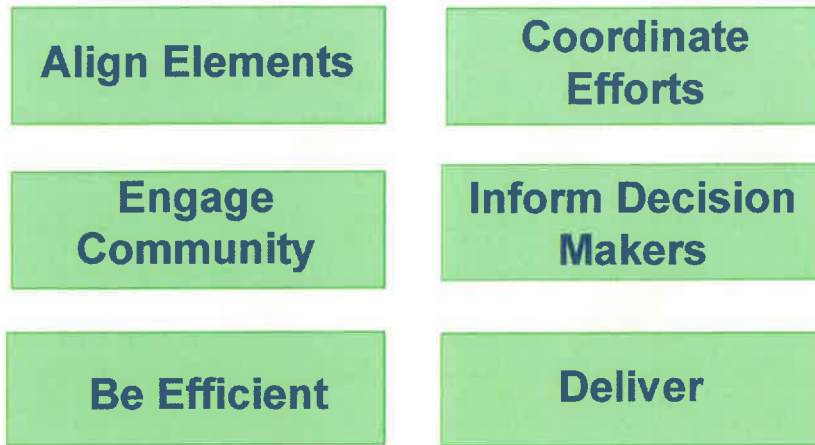 Align Elements
Coordinate
Efforts
Engage
Community
Inform Decision
Makers
Be Efficient
Deliver